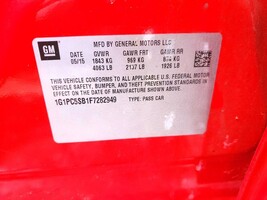 GM
MFD BY GENERAL MOTORS LLC
DATE GVWR GAWR FRT GAWR RR
05/15 1843 KG 969 KG KG
4063 LB 2137 LB 1926 LB
THIS VEHICLE CONFORMS TO ALL APPLICABLE U.S. FEDERAL MOTOR
VEHICLE SAFETY, BUMPER, AND THEFT PREVENTION STANDARDS
IN EFFECT ON THE DATE OF MANUFACTURE SHOWN ABOVE.
1G1PC5SB1F7282949 TYPE: PASS CAR